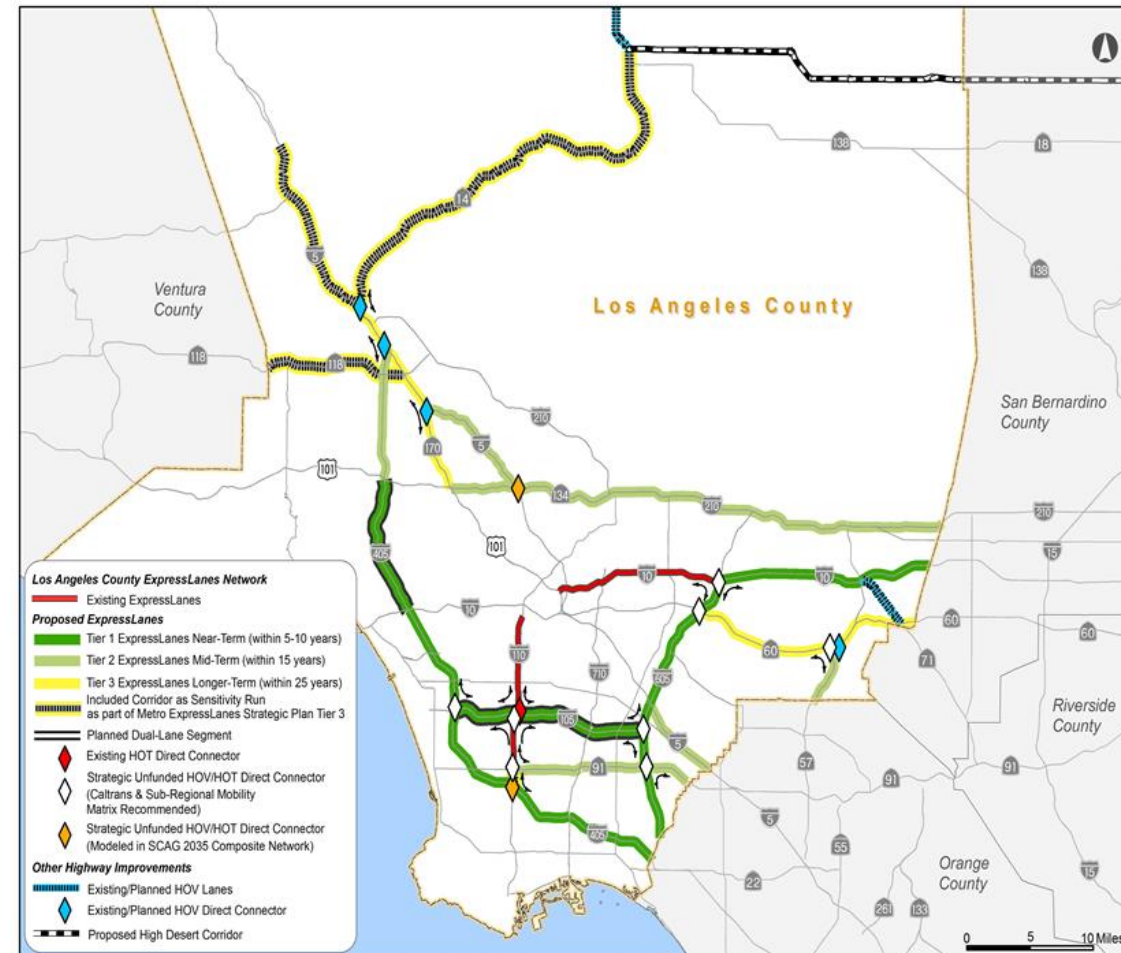 138
18
14
5
138
Ventura
County
Los Angeles County
118
118
San Bernardino
County
210
5
170
101
134
210
210
15
101
405
10
10
10
60
60
60
71
110
710
605
105
Riverside
County
5
91
57
91
91
405
5
55
Orange
County
15
22
261
133
Los Angeles County ExpressLanes Network
Existing ExpressLanes
Proposed ExpressLanes
Tier 1 ExpressLanes Near-Term (within 5-10 years)
Tier 2 ExpressLanes Mid-Term (within 15 years)
Tier 3 ExpressLanes Longer-Term (within 25 years)
Included Corridor as Sensitivity Run
as part of Metro ExpressLanes Strategic Plan Tier 3
Planned Dual-Lane Segment
Existing HOT Direct Connector
Strategic Unfunded HOV/HOT Direct Connector
(Caltrans & Sub-Regional Mobility
Matrix Recommended)
Strategic Unfunded HOV/HOT Direct Connector
(Modeled in SCAG 2035 Composite Network)
Other Highway Improvements
Existing/Planned HOV Lanes
Existing/Planned HOV Direct Connector
Proposed High Desert Corridor
0 5 10 Miles